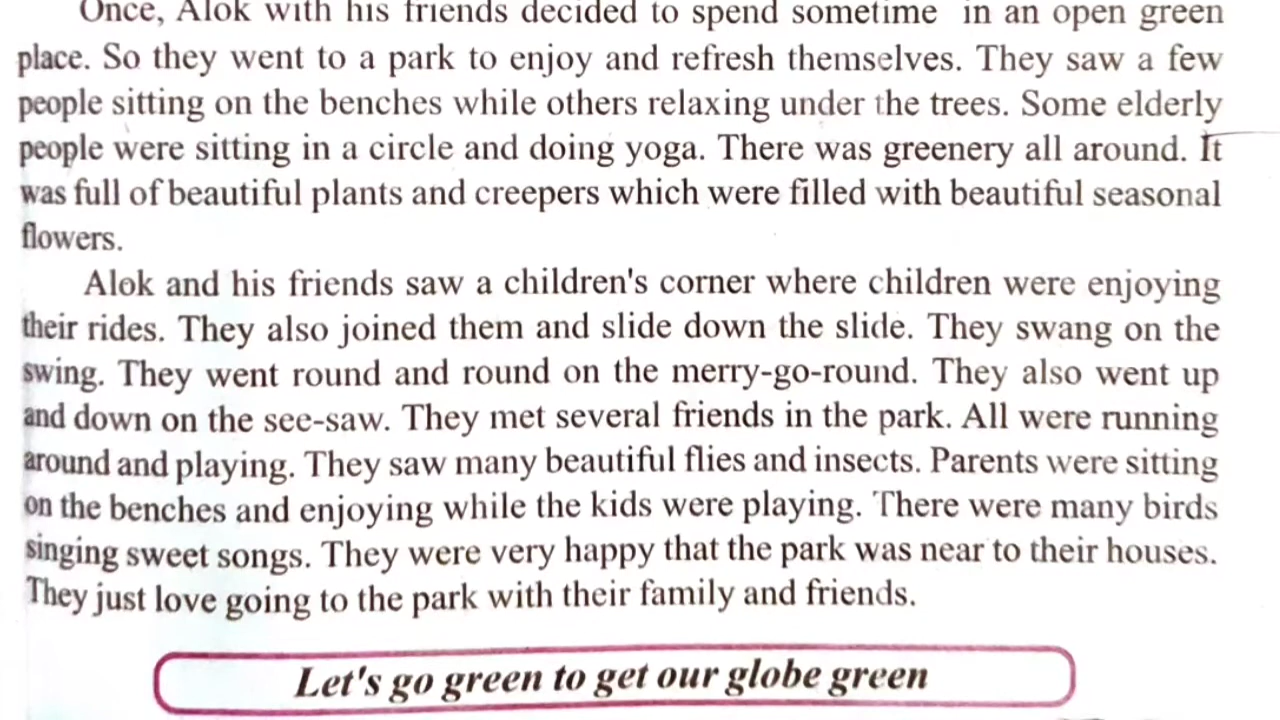 Once, Alok with his friends decided to spend sometime in an open green
place. So they went to a park to enjoy and refresh themselves. They saw a few
people sitting on the benches while others relaxing under the trees. Some elderly
people were sitting in a circle and doing yoga. There was greenery all around. It
was full of beautiful plants and creepers which were filled with beautiful seasonal
flowers.
Alok and his friends saw a children's corner where children were enjoying
their rides. They also joined them and slide down the slide. They swang on the
swing. They went round and round on the merry-go-round. They also went up
and down on the see-saw. They met several friends in the park. All were running
around and playing. They saw many beautiful flies and insects. Parents were sitting
on the benches and enjoying while the kids were playing. There were many birds
singing sweet songs. They were very happy that the park was near to their houses.
They just love going to the park with their family and friends.
Let's go green to get our globe green